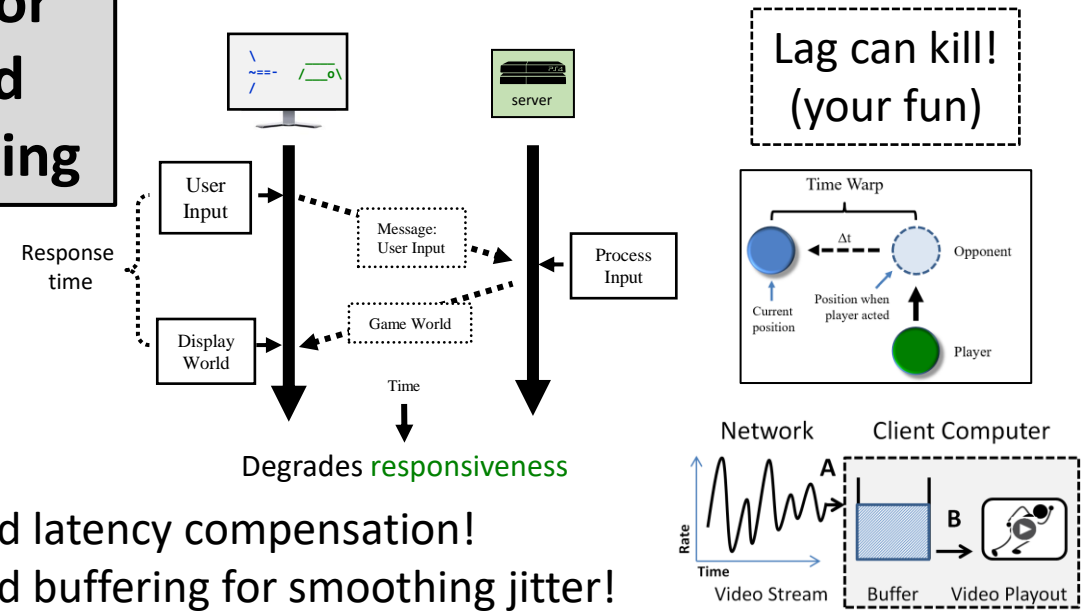 or
d
ing
\
~==-
/
/___o\
PS4
server
User
Input
Message:
User Input
Process
Input
Response
time
Game World
Display
World
Time
Degrades responsiveness
d latency compensation!
d buffering for smoothing jitter!
Lag can kill!
(your fun)
Time Warp
Δt
Opponent
Current
position
Position when
player acted
Player
Network
Client Computer
A
B
Rate
Time
Video Stream
Buffer
Video Playout